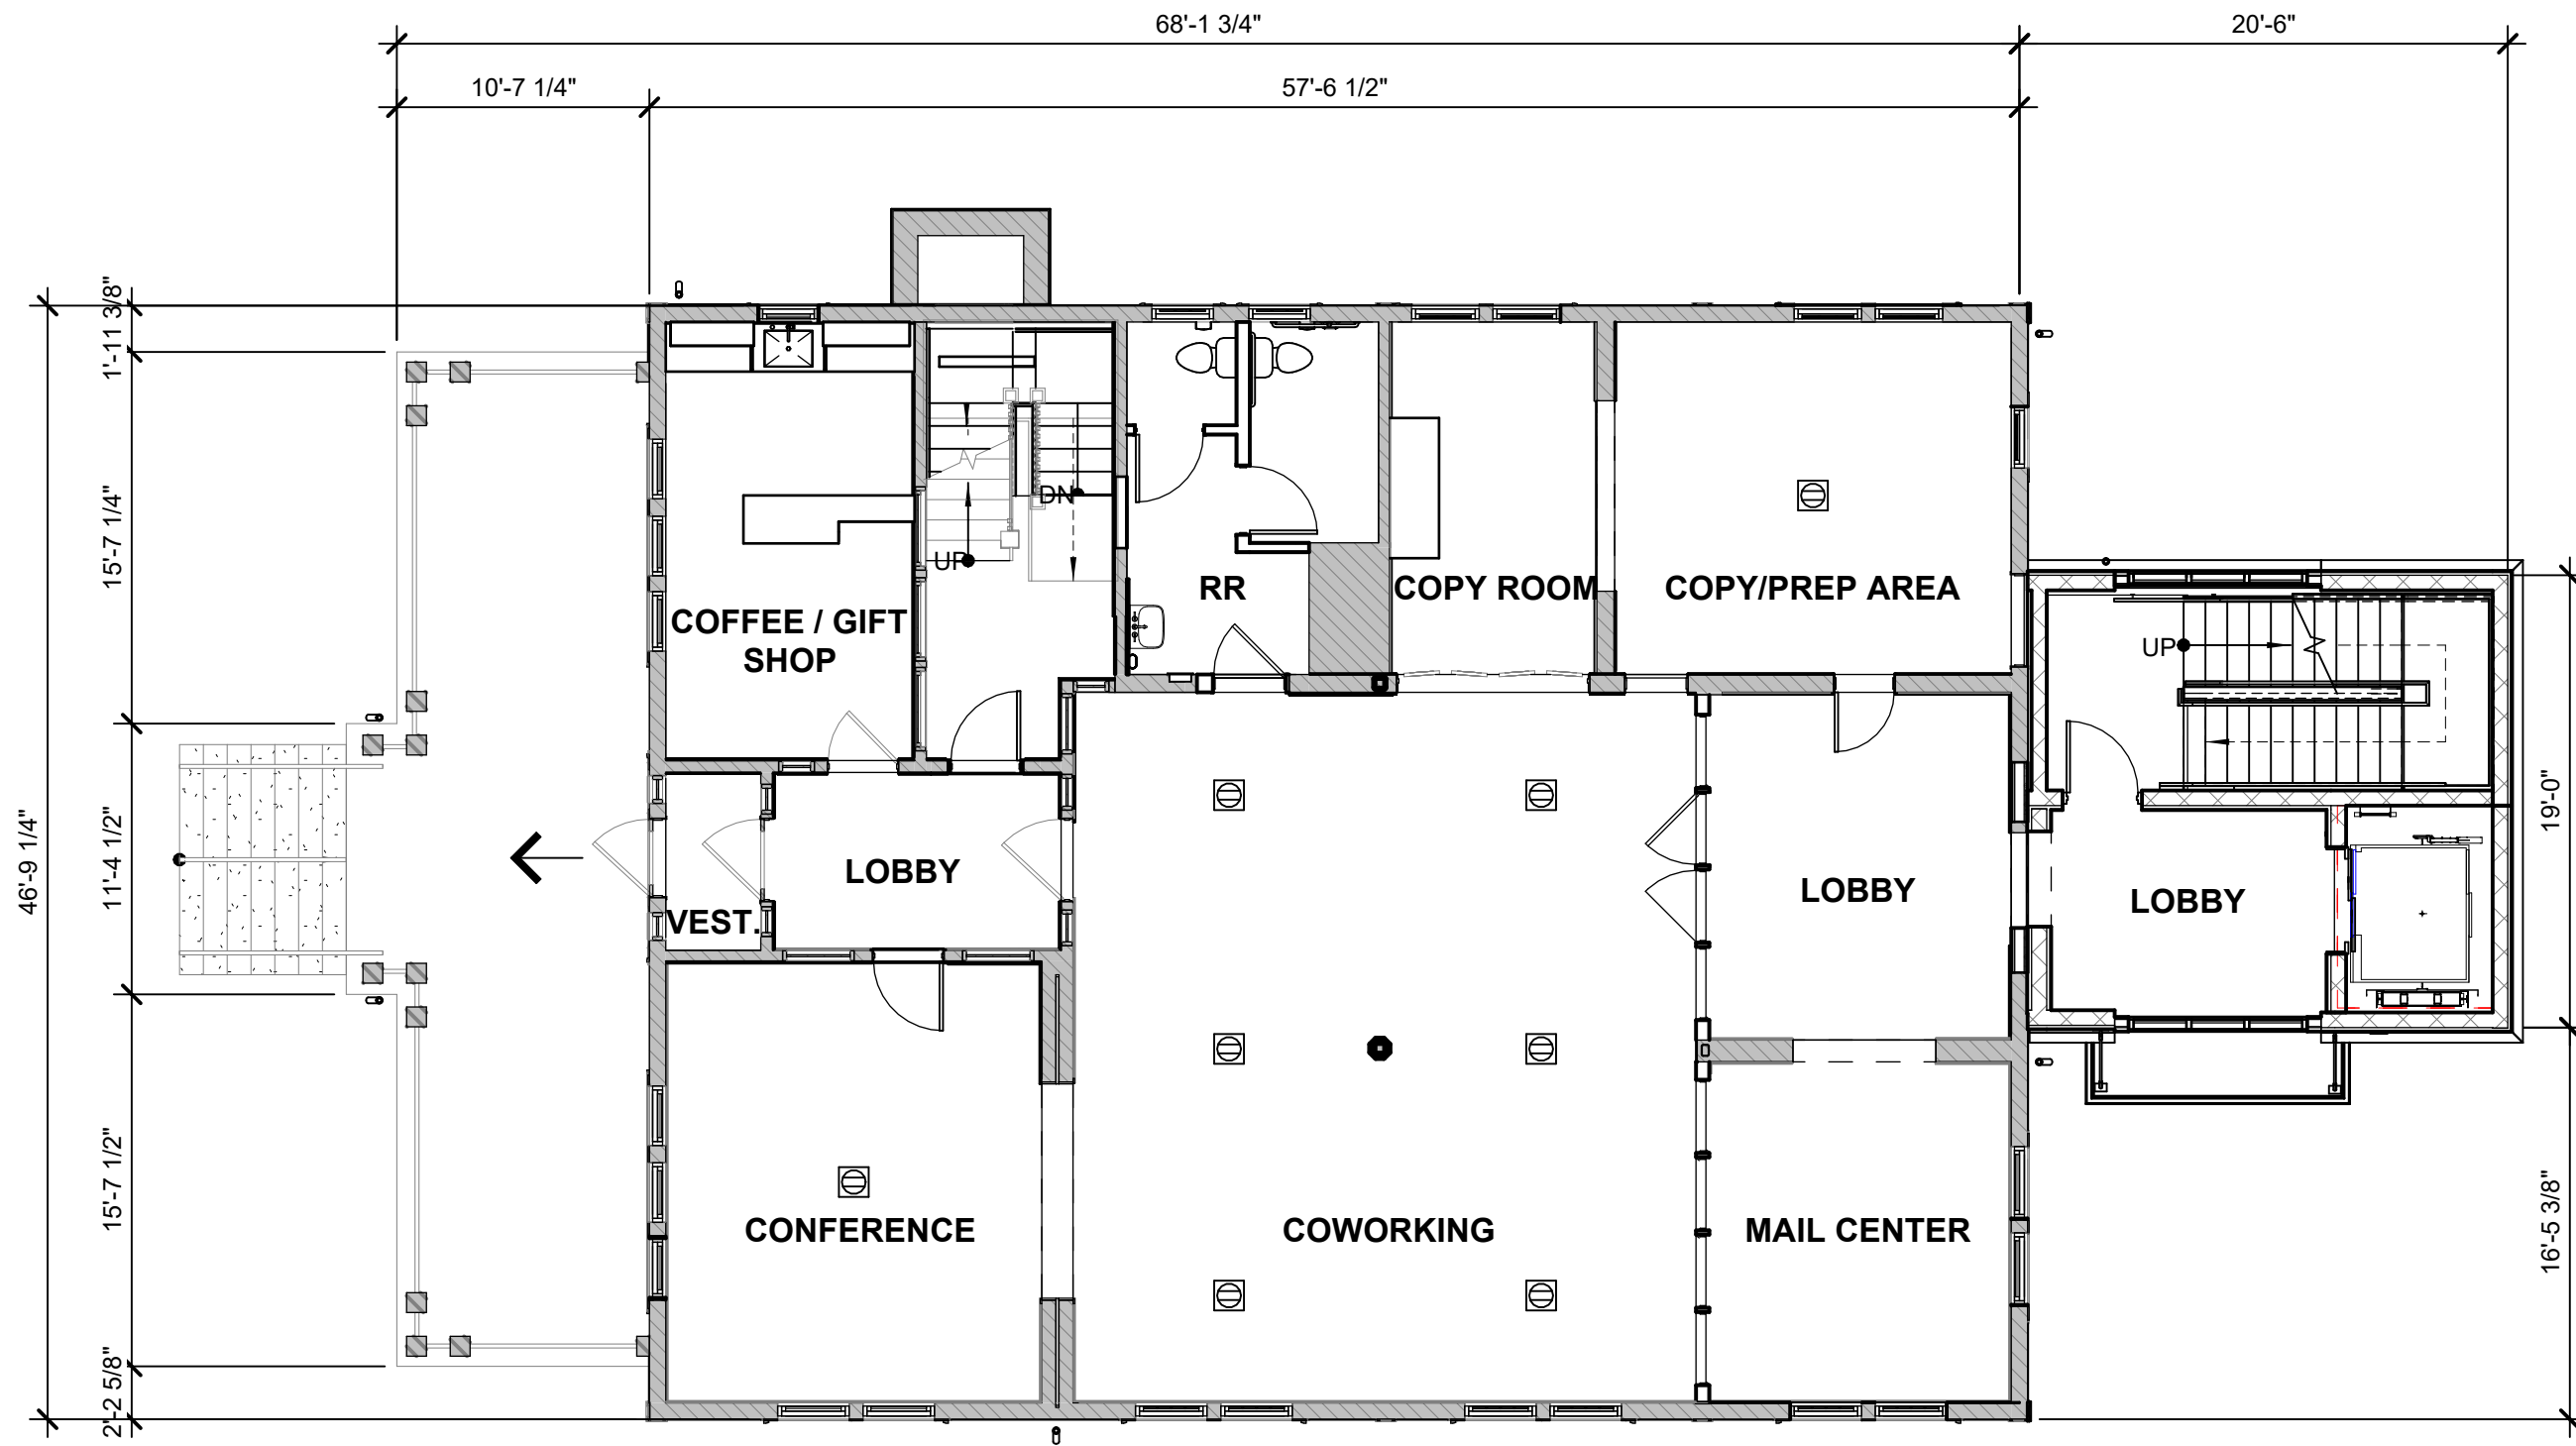 68'-1 3/4"
20'-6"
10'-7 1/4"
57'-6 1/2"
1'-11 3/8"
15'-7 1/4"
11'-4 1/2"
15'-7 1/2"
2'-2 5/8"
46'-9 1/4"
DN
UP
RR
COPY ROOM
COPY/PREP AREA
COFFEE / GIFT
SHOP
UP
LOBBY
VEST.
LOBBY
LOBBY
19'-0"
CONFERENCE
COWORKING
MAIL CENTER
16'-5 3/8"